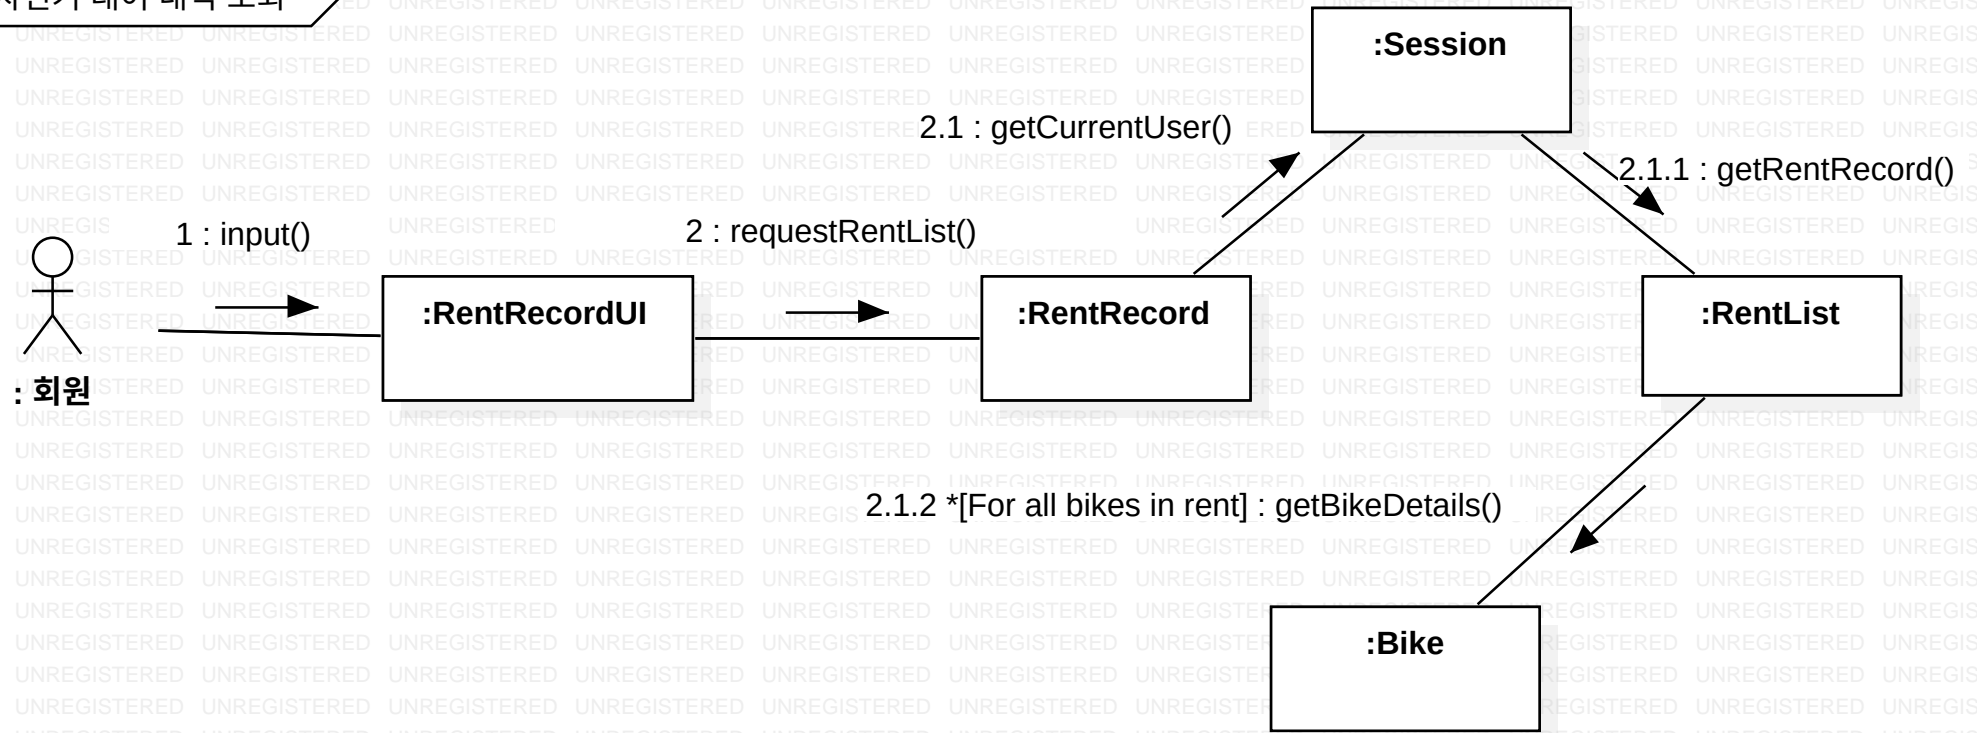 :Session
2.1 : getCurrentUser()
2.1.1 : getRentRecord()
1 : input()
2 : requestRentList()
:RentRecordUI
:RentRecord
:RentList
: 회원
2.1.2 *[For all bikes in rent] : getBikeDetails()
:Bike
UNREGISTERED